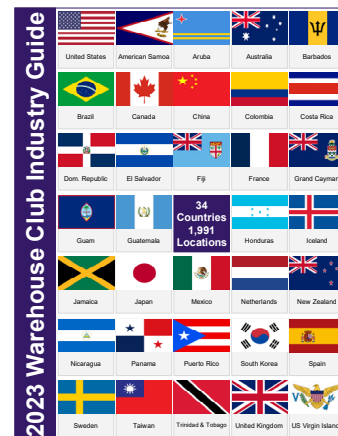 2023 Warehouse Club Industry Guide
United States
American Samoa
Aruba
Australia
Barbados
Brazil
Canada
China
Colombia
Costa Rica
Dom. Republic
El Salvador
Fiji
France
Grand Cayman
Guam
Guatemala
34
Countries
1,991
Locations
Honduras
Iceland
Jamaica
Japan
Mexico
Netherlands
New Zealand
Nicaragua
Panama
Puerto Rico
South Korea
Spain
Sweden
Taiwan
Trinidad & Tobago
United Kingdom
US Virgin Island